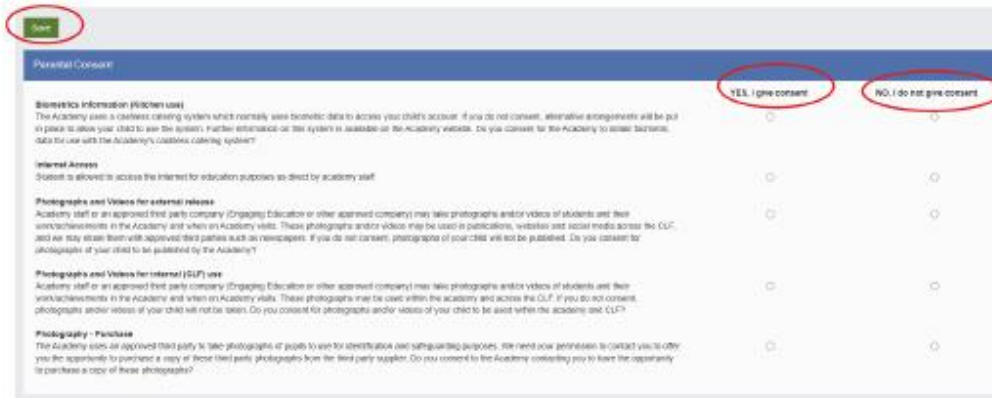 Save
Parental Consent
YES, I give consent
NO, I do not give consent
Biometrics Information (Kitchen use)
The Academy uses a cashless catering system which normally uses biometric data to access your child's account. If you do not consent, alternative arrangements will be put
in place to allow your child to use the system. Further information on this system is available on the Academy website. Do you consent for the Academy to obtain biometric
data for use with the Academy's cashless catering system?
Internet Access
Student is allowed to access the internet for education purposes as direct by academy staff
Photographs and Videos for external release
Academy staff or an approved third party company (Engaging Education or other approved company) may take photographs and/or videos of students and their
work/achievements in the Academy and when on Academy visits. These photographs and/or videos may be used in publications, websites and social media across the CLF,
and we may share them with approved third parties such as newspapers. If you do not consent, photographs of your child will not be published. Do you consent for
photographs of your child to be published by the Academy?
Photographs and Videos for internal (CLF) use
Academy staff or an approved third party company (Engaging Education or other approved company) may take photographs and/or videos of students and their
work/achievements in the Academy and when on Academy visits. These photographs may be used within the academy and across the CLF. If you do not consent,
photographs and/or videos of your child will not be taken. Do you consent for photographs and/or videos of your child to be used within the academy and CLF?
Photography - Purchase
The Academy uses an approved third party to take photographs of pupils to use for identification and safeguarding purposes. We need your permission to contact you to offer
you the opportunity to purchase a copy of these third party photographs from the third party supplier. Do you consent to the Academy contacting you to have the opportunity
to purchase a copy of these photographs?